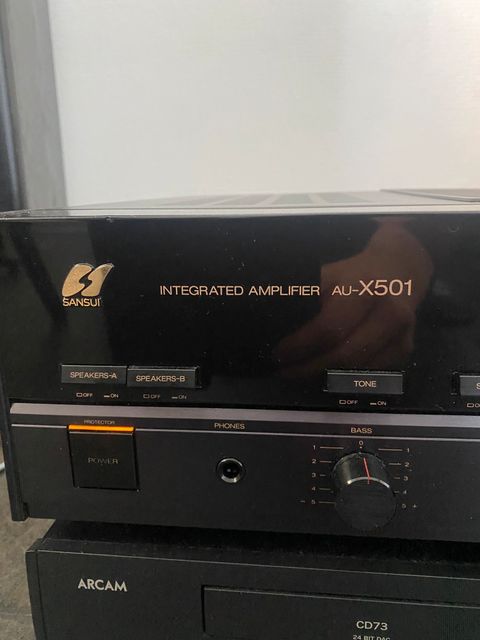 SANSUI
INTEGRATED AMPLIFIER AU-X501
SPEAKERS-A
SPEAKERS-B
TONE
OFF ON
OFF ON
OFF ON
PROTECTOR
POWER
PHONES
BASS
0
1 1
2 2
3 3
4 4
- 5 5 +
ARCAM
CD73
24 BIT DAC